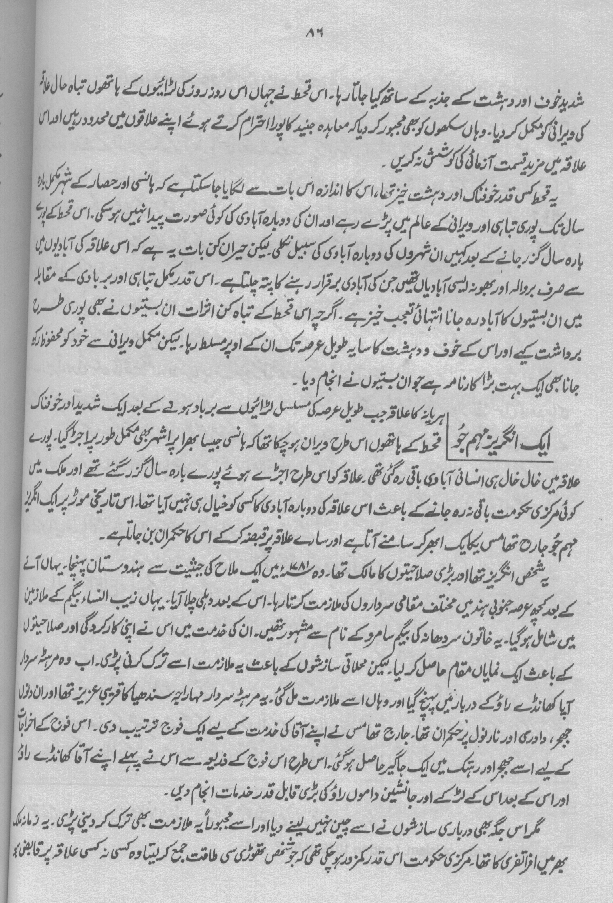 ۸۶
شدید خوف اور دہشت کے جذبہ کے ساتھ کیا جاتا رہا۔ اس قحط نے جہاں اس روز روز کی لڑائیوں کے ہاتھوں تباہ حال علاقہ
کی ویرانی کو مکمل کر دیا۔ وہاں سکھوں کو بھی مجبور کر دیا کہ معاہدہ جنید کا پورا احترام کرتے ہوئے اپنے علاقوں میں محدود رہیں اور اس
علاقہ میں مزید قسمت آزمائی کی کوشش نہ کریں۔
یہ قحط کس قدر خوفناک اور دہشت خیز تھا، اس کا اندازہ اس بات سے لگایا جا سکتا ہے کہ ہانسی اور حصار کے شہر مکمل بارہ
سال تک پوری تباہی اور ویرانی کے عالم میں پڑے رہے اور ان کی دوبارہ آبادی کی کوئی صورت پیدا نہیں ہوسکی۔ اس قحط کے پورے
بارہ سال گزر جانے کے بعد کہیں ان شہروں کی دوبارہ آبادی کی سبیل نکلی لیکن حیران کن بات یہ ہے کہ اس علاقہ کی آبادیوں میں
سے صرف بروالہ اور بھونہ ایسی آبادیاں تھیں جن کی آبادی برقرار رہنے کا پتہ چلتا ہے۔ اس قدر مکمل تباہی اور بربادی کے مقابلہ
میں ان بستیوں کا آباد رہ جانا انتہائی تعجب خیز ہے۔ اگرچہ اس قحط کے تباہ کن اثرات ان بستیوں نے بھی پوری طرح
برداشت کیے اور اس کے خوف و دہشت کا سایہ طویل عرصہ تک ان کے اوپر مسلط رہا۔ لیکن مکمل ویرانی سے خود کو محفوظ رکھ
جانا بھی ایک بہت بڑا کارنامہ ہے جو ان بستیوں نے انجام دیا۔
ایک انگریز مہم جُو
ہریانہ کا علاقہ جب طویل عرصہ کی مسلسل لڑائیوں سے برباد ہونے کے بعد ایک شدید اور خوفناک
قحط کے ہاتھوں اس طرح ویران ہوچکا تھا کہ ہانسی جیسا بھرا پرا شہر بھی مکمل طور پر اجڑ گیا۔ پورے
علاقہ میں خال خال ہی انسانی آبادی باقی رہ گئی تھی۔ علاقہ کو اس طرح اجڑے ہوئے پورے بارہ سال گزر گئے تھے اور ملک میں
کوئی مرکزی حکومت باقی نہ رہ جانے کے باعث اس علاقہ کی دوبارہ آبادی کا کسی کو خیال ہی نہیں آیا تھا۔ اس تاریخی موڑ پر ایک انگریز
مہم جُو جارج تھامس یکایک ابھر کر سامنے آتا ہے اور سارے علاقہ پر قبضہ کر کے اس کا حکمران بن جاتا ہے۔
یہ شخص انگریز تھا اور بڑی صلاحیتوں کا مالک تھا۔ وہ ۱۷۸۱ء میں ایک ملاح کی حیثیت سے ہندوستان پہنچا۔ یہاں آنے
کے بعد کچھ عرصہ جنوبی ہند میں مختلف مقامی سرداروں کی ملازمت کرتا رہا۔ اس کے بعد دہلی چلا آیا۔ یہاں زیب النساء بیگم کے ملازمین
میں شامل ہوگیا۔ یہ خاتون سردھانہ کی بیگم سامرو کے نام سے مشہور تھیں۔ ان کی خدمت میں اس نے اپنی کارکردگی اور صلاحیتوں
کے باعث ایک نمایاں مقام حاصل کر لیا۔ لیکن محلاتی سازشوں کے باعث یہ ملازمت اسے ترک کرنی پڑی۔ اب وہ مرہٹہ سردار
آپا کھانڈے راؤ کے دربار میں پہنچ گیا اور وہاں اسے ملازمت مل گئی۔ یہ مرہٹہ سردار مہاراجہ سندھیا کا قریبی عزیز تھا اور ان دنوں
جھجر، دادری اور نارنول پر حکمران تھا۔ جارج تھامس نے اپنے آقا کی خدمت کے لیے ایک فوج ترتیب دی۔ اس فوج کے اخراجات
کے لیے اسے جھجر اور رہتک میں ایک جاگیر حاصل ہوگئی۔ اس طرح اس فوج کے ذریعہ سے اس نے پہلے اپنے آقا کھانڈے راؤ
اور اس کے بعد اس کے لڑکے اور جانشین داموں راؤ کی بڑی قابل قدر خدمات انجام دیں۔
مگر اس جگہ بھی درباری سازشوں نے اسے چین نہیں لینے دیا اور اسے مجبوراً یہ ملازمت بھی ترک کر دینی پڑی۔ یہ زمانہ ملک
بھر میں افراتفری کا تھا۔ مرکزی حکومت اس قدر کمزور ہوچکی تھی کہ جو شخص تھوڑی سی طاقت جمع کر لیتا وہ کسی نہ کسی علاقہ پر قابض ہو